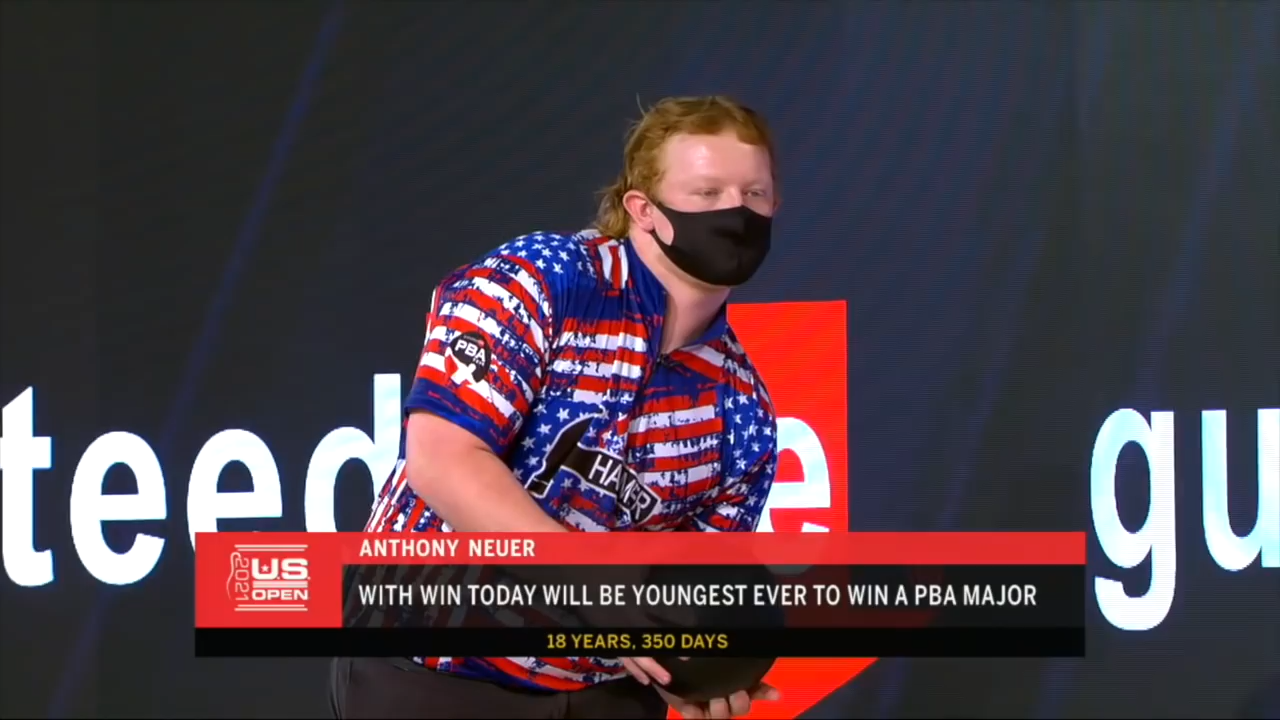 PBA
HAMMER
teed
e
gu
2021
U.S.
OPEN
ANTHONY NEUER
WITH WIN TODAY WILL BE YOUNGEST EVER TO WIN A PBA MAJOR
18 YEARS, 350 DAYS